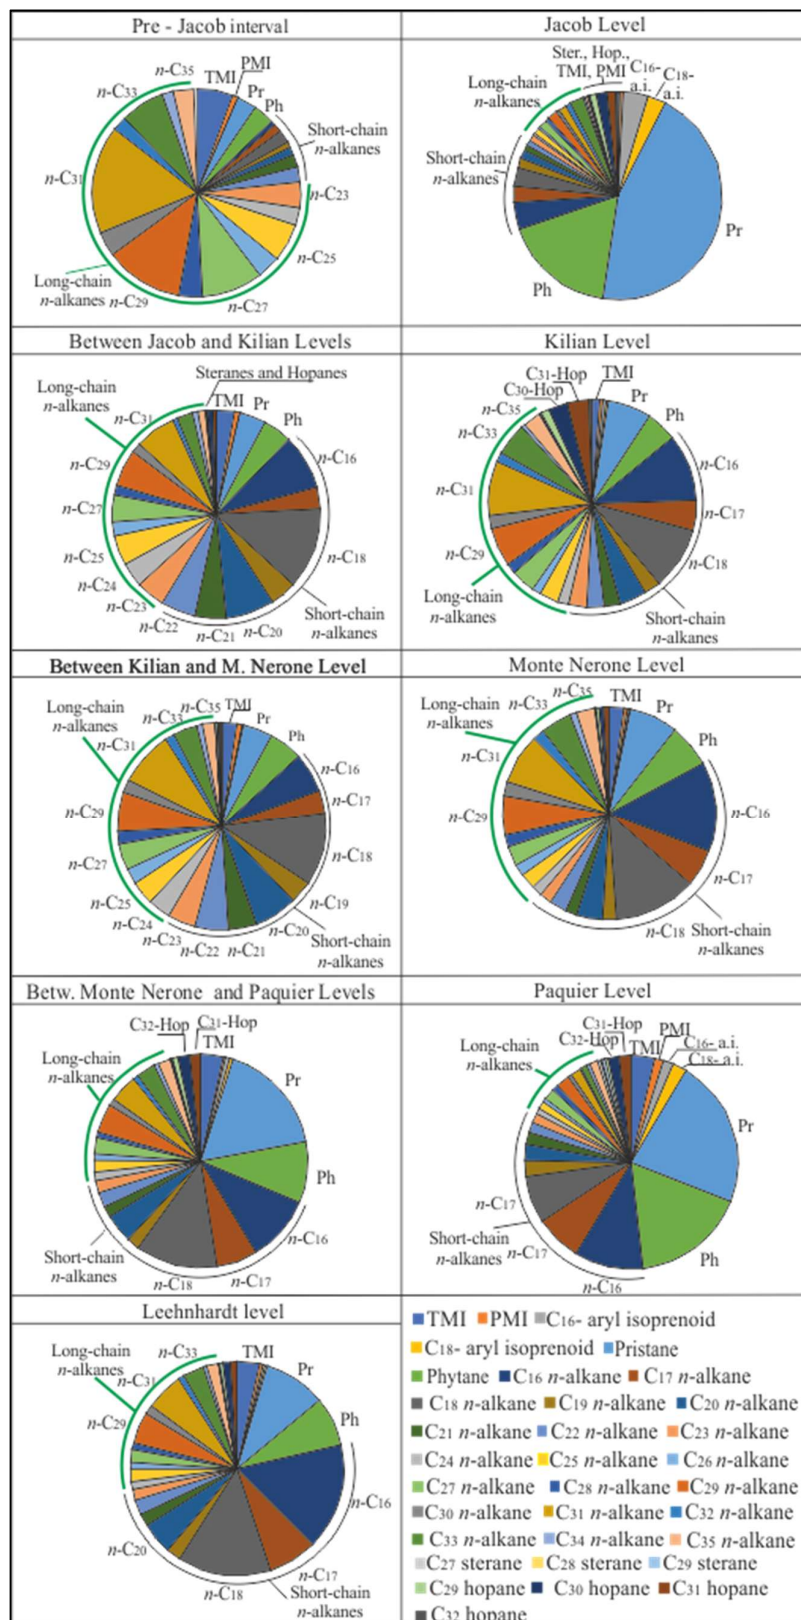 Pre - Jacob interval
n-C35
TMI
PMI
Pr
Ph
n-C33
Short-chain
n-alkanes
n-C31
n-C23
n-C25
Long-chain
n-alkanes
n-C29
n-C27
Jacob Level
Ster., Hop.,
TMI, PMI
C16-
a.i.
C18-
a.i.
Long-chain
n-alkanes
Short-chain
n-alkanes
Pr
Ph
Between Jacob and Kilian Levels
Steranes and Hopanes
Long-chain
n-alkanes
TMI
Pr
Ph
n-C31
n-C16
n-C29
n-C27
n-C18
n-C25
n-C24
n-C23
n-C22
n-C21
n-C20
Short-chain
n-alkanes
Kilian Level
C31-Hop
C30-Hop
TMI
n-C35
Pr
Ph
n-C33
n-C16
n-C31
n-C17
n-C29
n-C18
Long-chain
n-alkanes
Short-chain
n-alkanes
Between Kilian and M. Nerone Level
Long-chain
n-alkanes
n-C33
n-C35
TMI
Pr
Ph
n-C31
n-C16
n-C17
n-C29
n-C18
n-C27
n-C19
n-C25
n-C24
n-C23
n-C22
n-C21
n-C20
Short-chain
n-alkanes
Monte Nerone Level
Long-chain
n-alkanes
n-C33
n-C35
TMI
Pr
Ph
n-C31
n-C16
n-C29
n-C17
n-C18
Short-chain
n-alkanes
Betw. Monte Nerone and Paquier Levels
C32-Hop
C31-Hop
TMI
Long-chain
n-alkanes
Pr
Ph
n-C16
Short-chain
n-alkanes
n-C17
n-C18
Paquier Level
C31-Hop
C32-Hop
TMI
PMI
C16- a.i.
C18- a.i.
Long-chain
n-alkanes
Pr
n-C17
Short-chain
n-alkanes
n-C17
Ph
n-C16
Leehnhardt level
Long-chain
n-alkanes
n-C33
TMI
Pr
n-C31
Ph
n-C29
n-C16
n-C20
n-C17
n-C18
Short-chain
n-alkanes
TMI PMI C16- aryl isoprenoid
C18- aryl isoprenoid Pristane
Phytane C16 n-alkane C17 n-alkane
C18 n-alkane C19 n-alkane C20 n-alkane
C21 n-alkane C22 n-alkane C23 n-alkane
C24 n-alkane C25 n-alkane C26 n-alkane
C27 n-alkane C28 n-alkane C29 n-alkane
C30 n-alkane C31 n-alkane C32 n-alkane
C33 n-alkane C34 n-alkane C35 n-alkane
C27 sterane C28 sterane C29 sterane
C29 hopane C30 hopane C31 hopane
C32 hopane